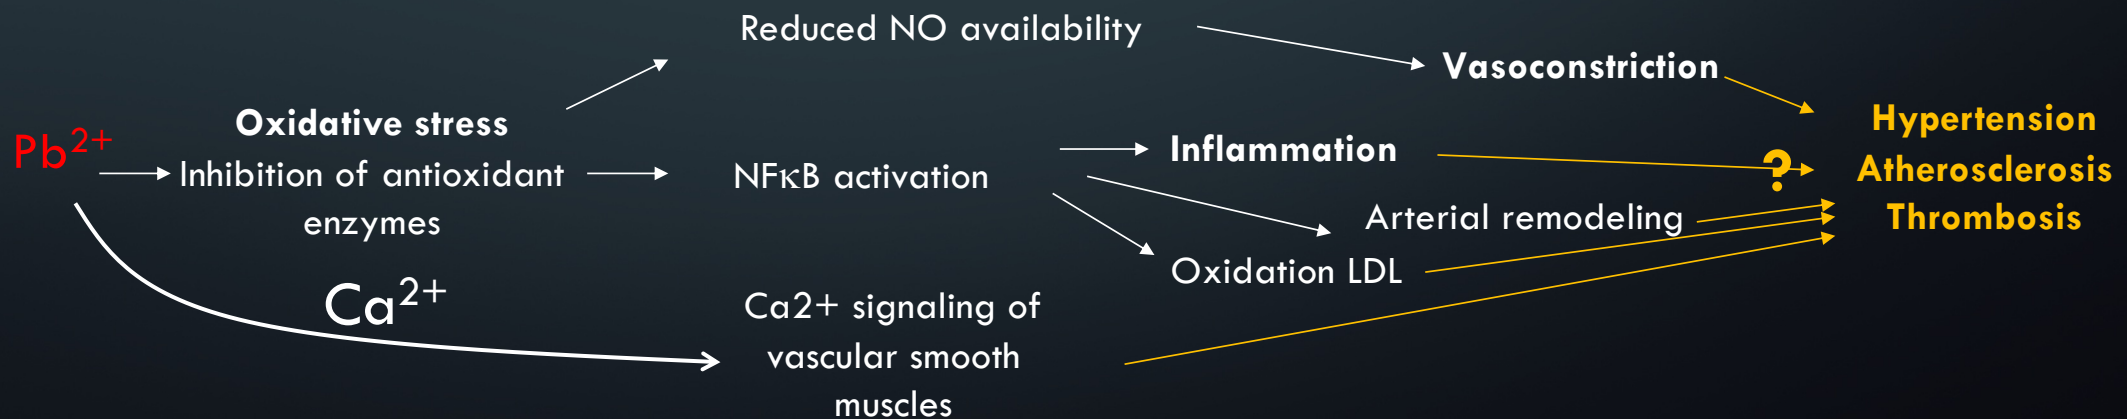 Reduced NO availability
Vasoconstriction
Pb²⁺
Oxidative stress
Inhibition of antioxidant
enzymes
NFκB activation
Inflammation
?
Hypertension
Atherosclerosis
Thrombosis
Arterial remodeling
Oxidation LDL
Ca²⁺
Ca2+ signaling of
vascular smooth
muscles